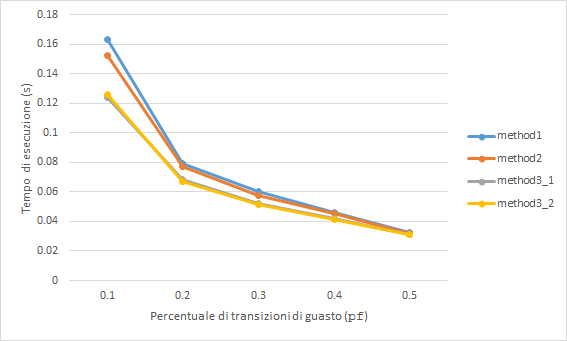 0.18
0.16
0.14
0.12
0.1
0.08
0.06
0.04
0.02
0
Tempo di esecuzione (s)
0.1 0.2 0.3 0.4 0.5
Percentuale di transizioni di guasto (pf)
method1
method2
method3_1
method3_2